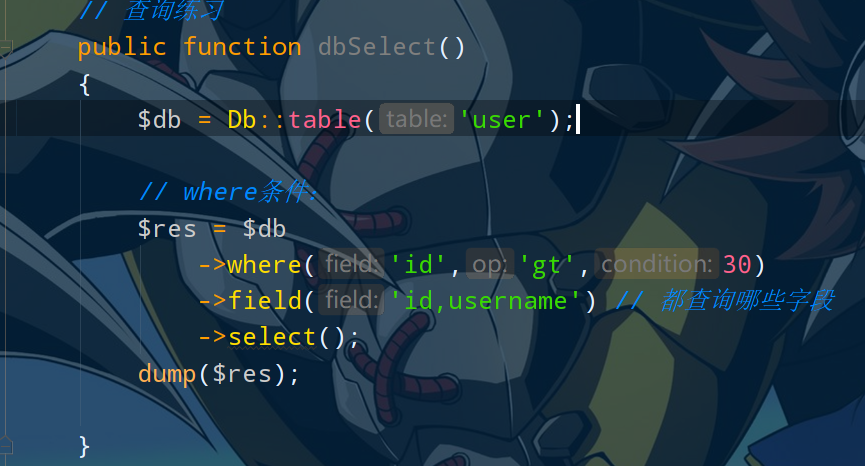 // 查询练习
public function dbSelect()
{
$db = Db::table( table: 'user');
// where条件:
$res = $db
->where( field: 'id', op: 'gt', condition: 30)
->field( field: 'id,username') // 都查询哪些字段
->select();
dump($res);
}